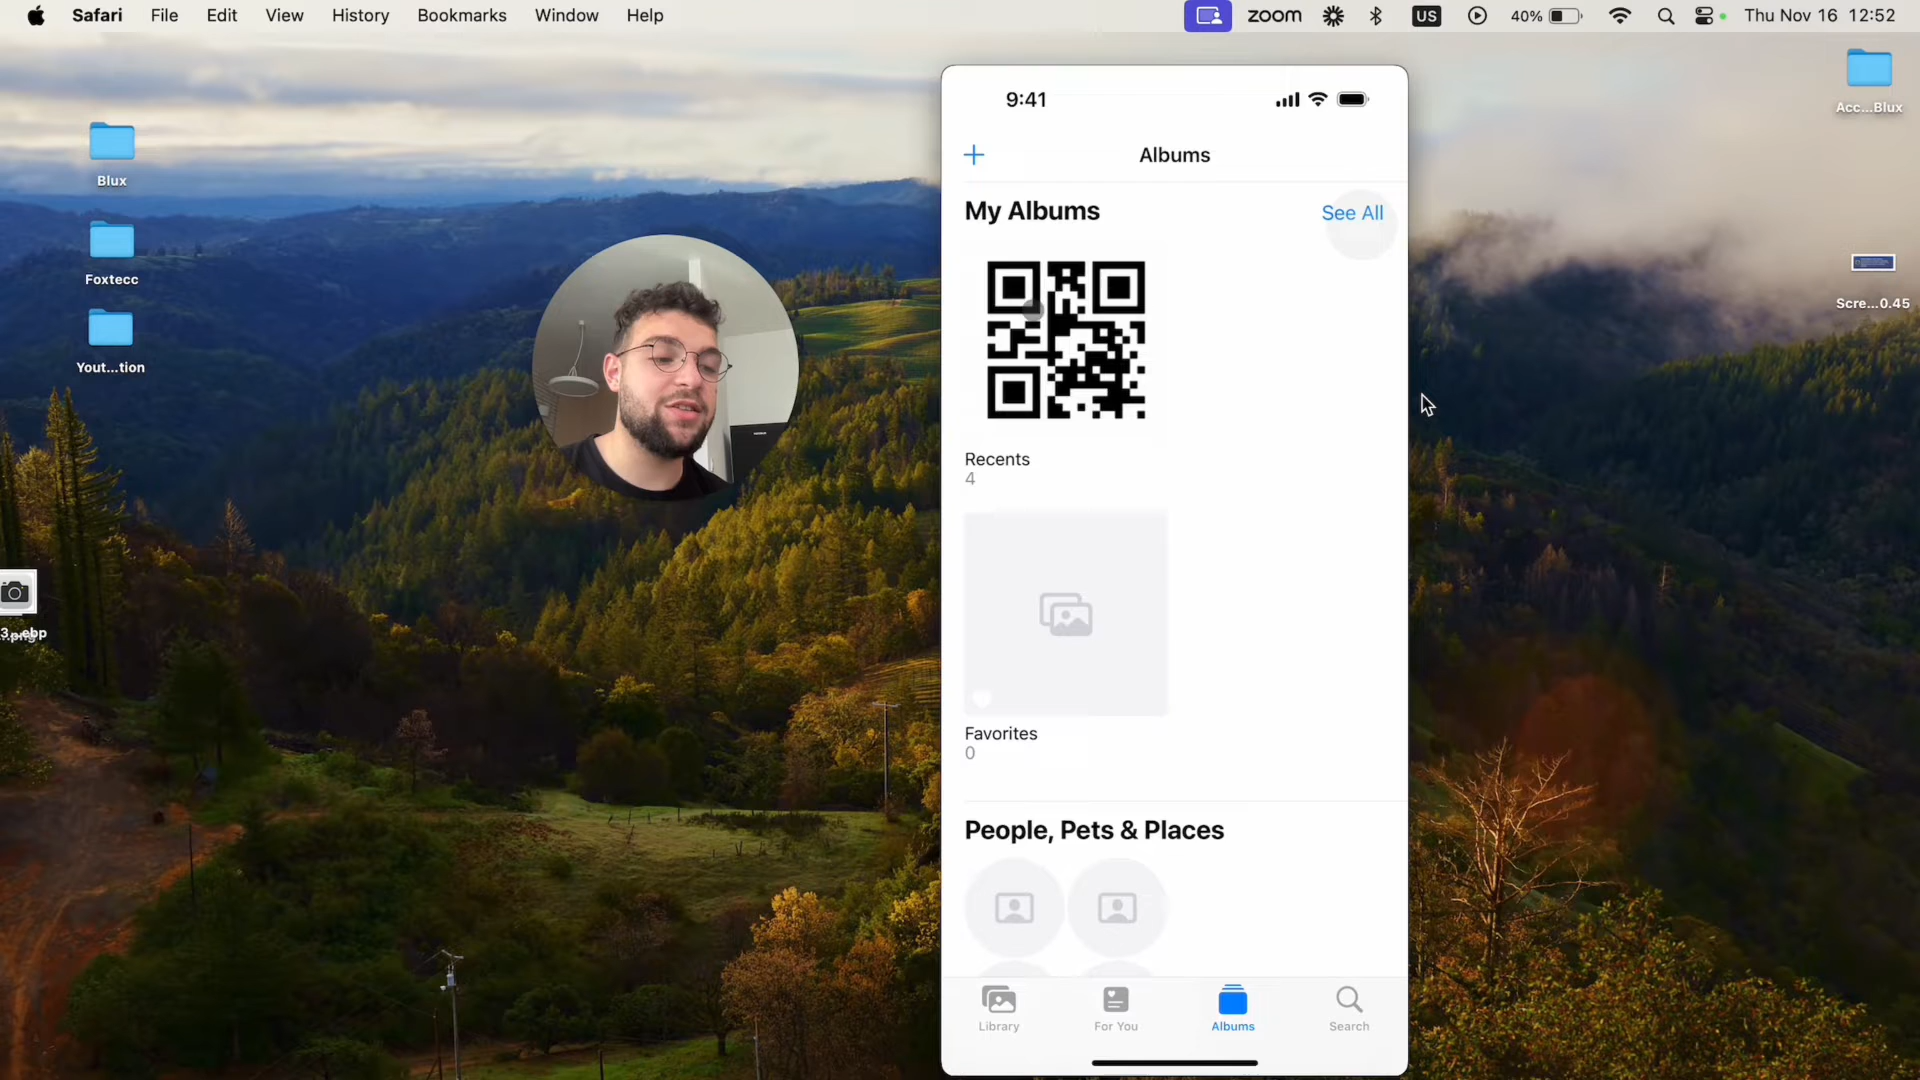 Safari File Edit View History Bookmarks Window Help zoom US 40% Thu Nov 16 12:52
Acc...Blux
Blux
Foxtecc
Yout...tion
Scre...0.45
9:41
Albums
My Albums See All
Recents
4
Favorites
0
People, Pets & Places
Library For You Albums Search